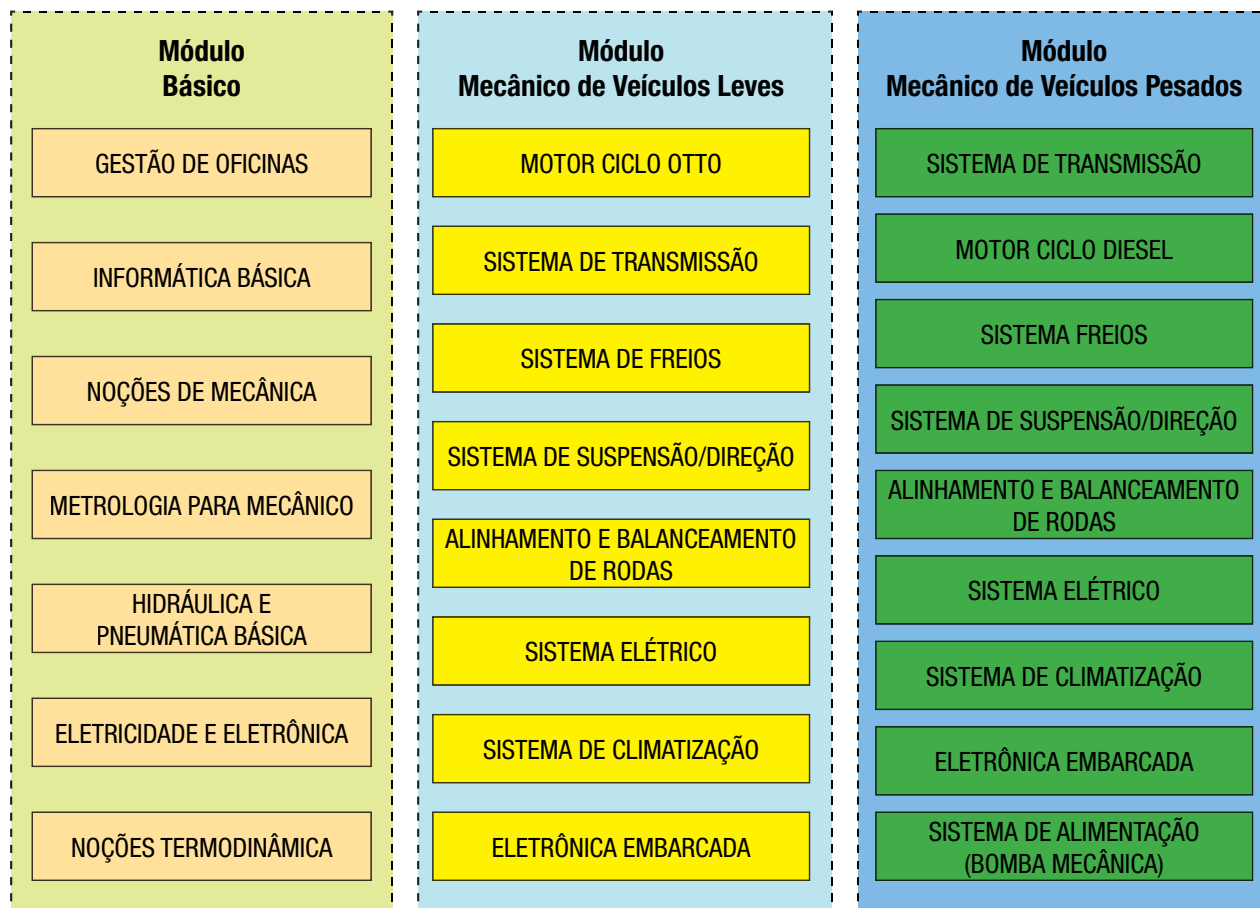 Módulo
Básico
GESTÃO DE OFICINAS
INFORMÁTICA BÁSICA
NOÇÕES DE MECÂNICA
METROLOGIA PARA MECÂNICO
HIDRÁULICA E
PNEUMÁTICA BÁSICA
ELETRICIDADE E ELETRÔNICA
NOÇÕES TERMODINÂMICA
Módulo
Mecânico de Veículos Leves
MOTOR CICLO OTTO
SISTEMA DE TRANSMISSÃO
SISTEMA DE FREIOS
SISTEMA DE SUSPENSÃO/DIREÇÃO
ALINHAMENTO E BALANCEAMENTO
DE RODAS
SISTEMA ELÉTRICO
SISTEMA DE CLIMATIZAÇÃO
ELETRÔNICA EMBARCADA
Módulo
Mecânico de Veículos Pesados
SISTEMA DE TRANSMISSÃO
MOTOR CICLO DIESEL
SISTEMA FREIOS
SISTEMA DE SUSPENSÃO/DIREÇÃO
ALINHAMENTO E BALANCEAMENTO
DE RODAS
SISTEMA ELÉTRICO
SISTEMA DE CLIMATIZAÇÃO
ELETRÔNICA EMBARCADA
SISTEMA DE ALIMENTAÇÃO
(BOMBA MECÂNICA)